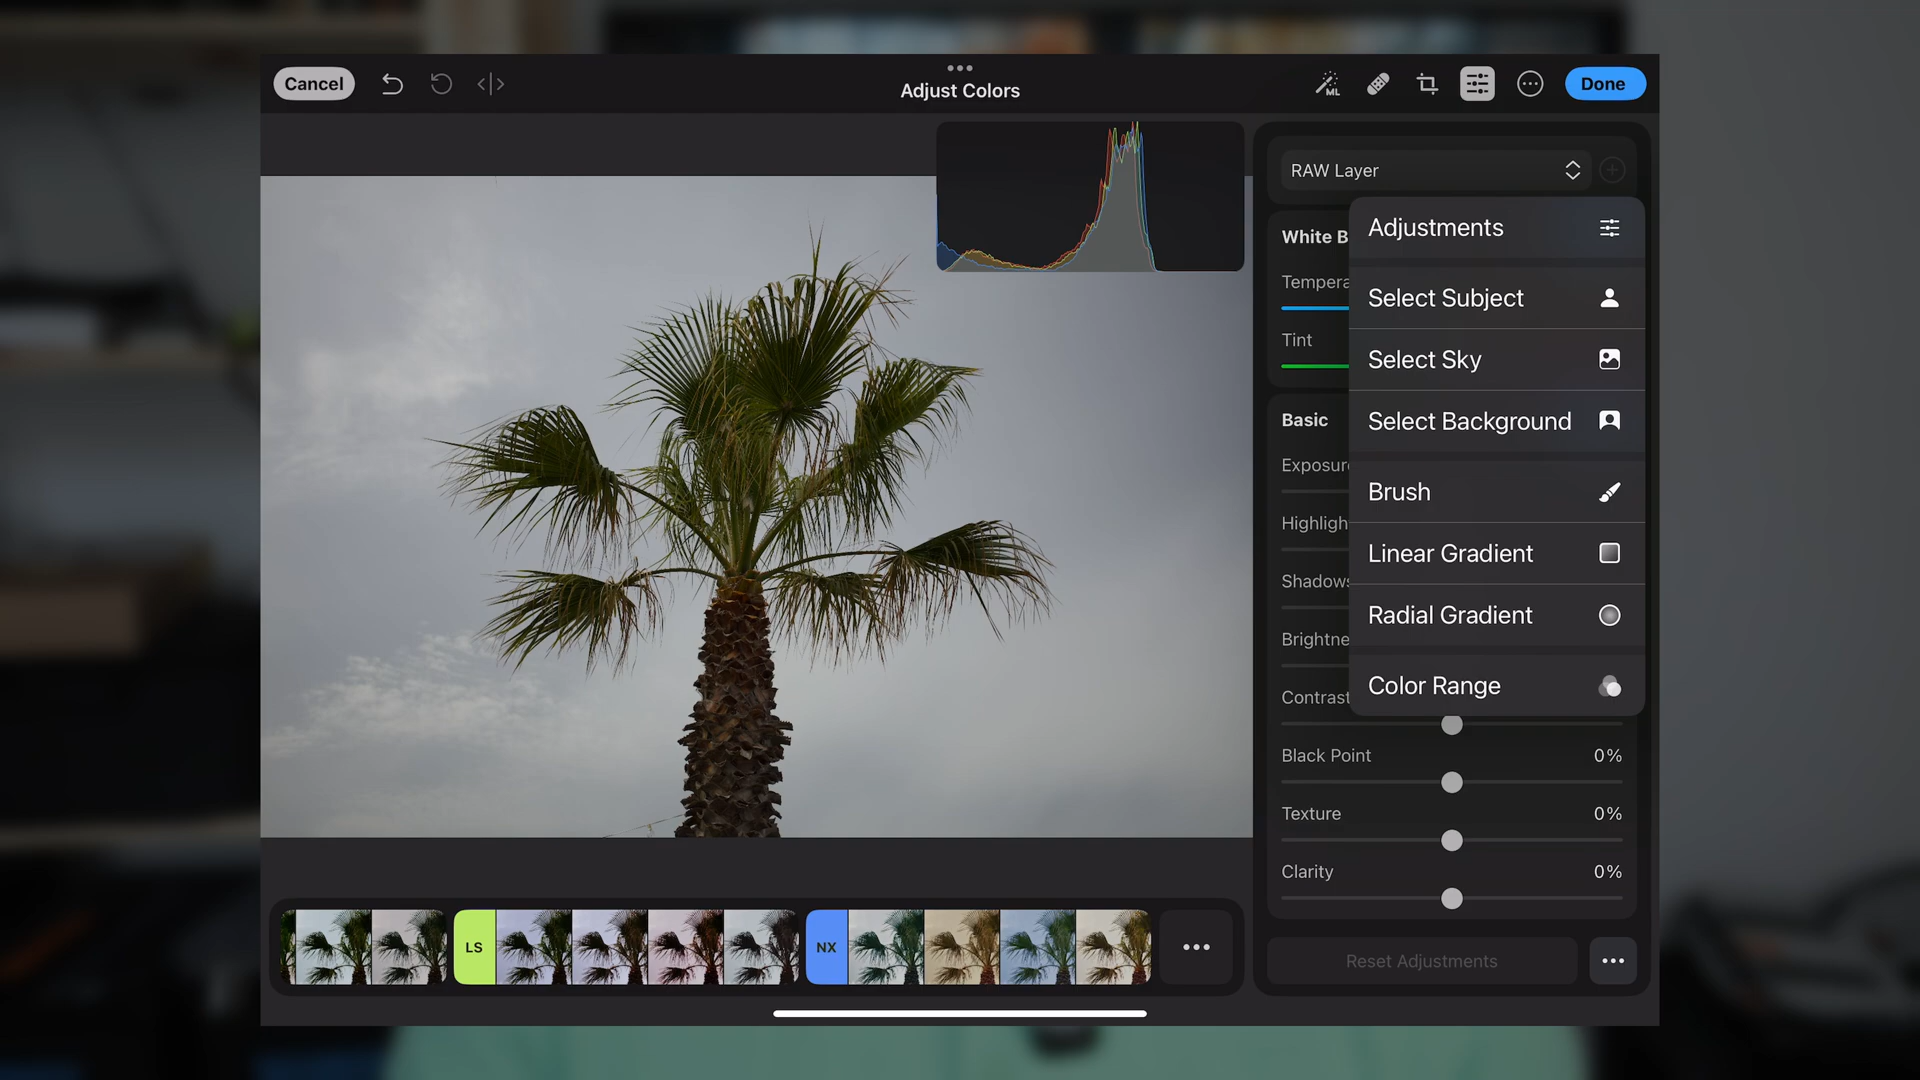 Cancel
Adjust Colors
ML
Done
RAW Layer
Adjustments
White B
Tempera
Select Subject
Tint
Select Sky
Basic
Select Background
Exposur
Brush
Highligh
Linear Gradient
Shadows
Radial Gradient
Brightne
Color Range
Contrast
Black Point 0%
Texture 0%
Clarity 0%
LS
NX
Reset Adjustments